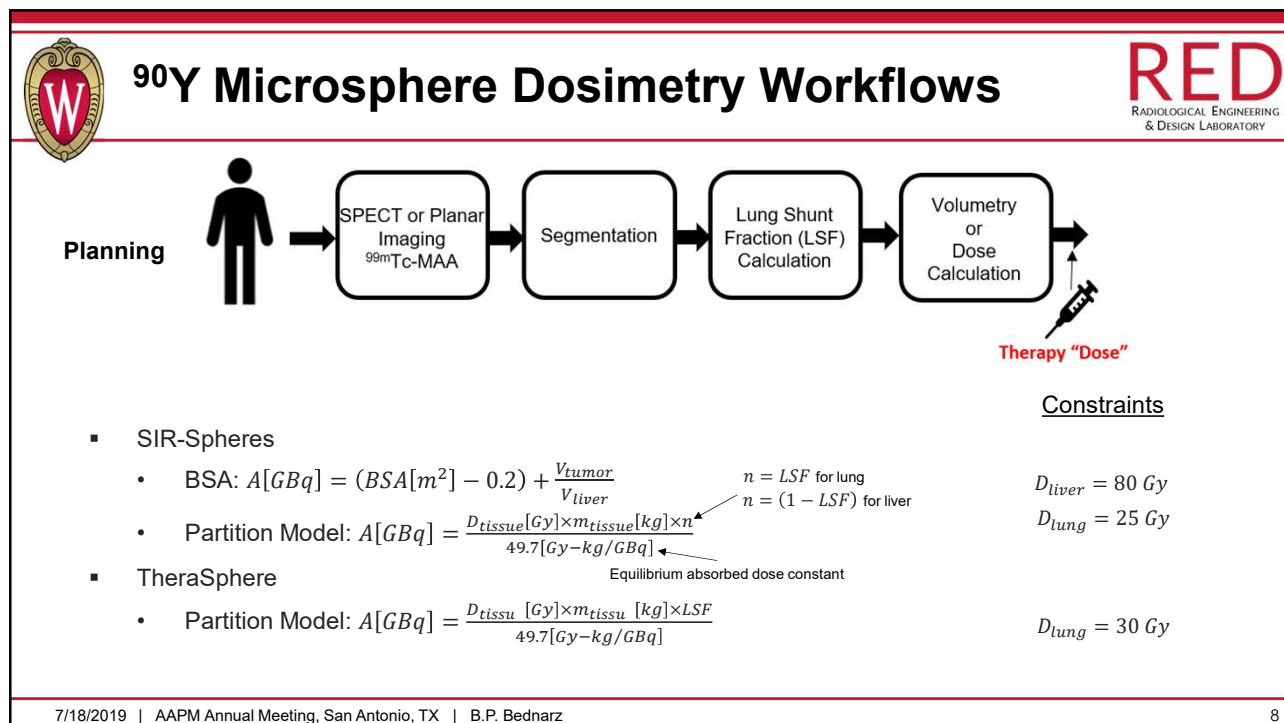 ⁹⁰Y Microsphere Dosimetry Workflows
W
RED
RADIOLOGICAL ENGINEERING
& DESIGN LABORATORY
Planning
SPECT or Planar
Imaging
⁹⁹ᵐTc-MAA
Segmentation
Lung Shunt
Fraction (LSF)
Calculation
Volumetry
or
Dose
Calculation
Therapy “Dose”
Constraints
▪ SIR-Spheres
• BSA: A[GBq] = (BSA[m²] − 0.2) + V_tumor/V_liver
n = LSF for lung
n = (1 − LSF) for liver
D_liver = 80 Gy
D_lung = 25 Gy
• Partition Model: A[GBq] = D_tissue[Gy]×m_tissue[kg]×n / 49.7[Gy−kg/GBq]
Equilibrium absorbed dose constant
▪ TheraSphere
• Partition Model: A[GBq] = D_tissu [Gy]×m_tissu [kg]×LSF / 49.7[Gy−kg/GBq]
D_lung = 30 Gy
7/18/2019 | AAPM Annual Meeting, San Antonio, TX | B.P. Bednarz
8